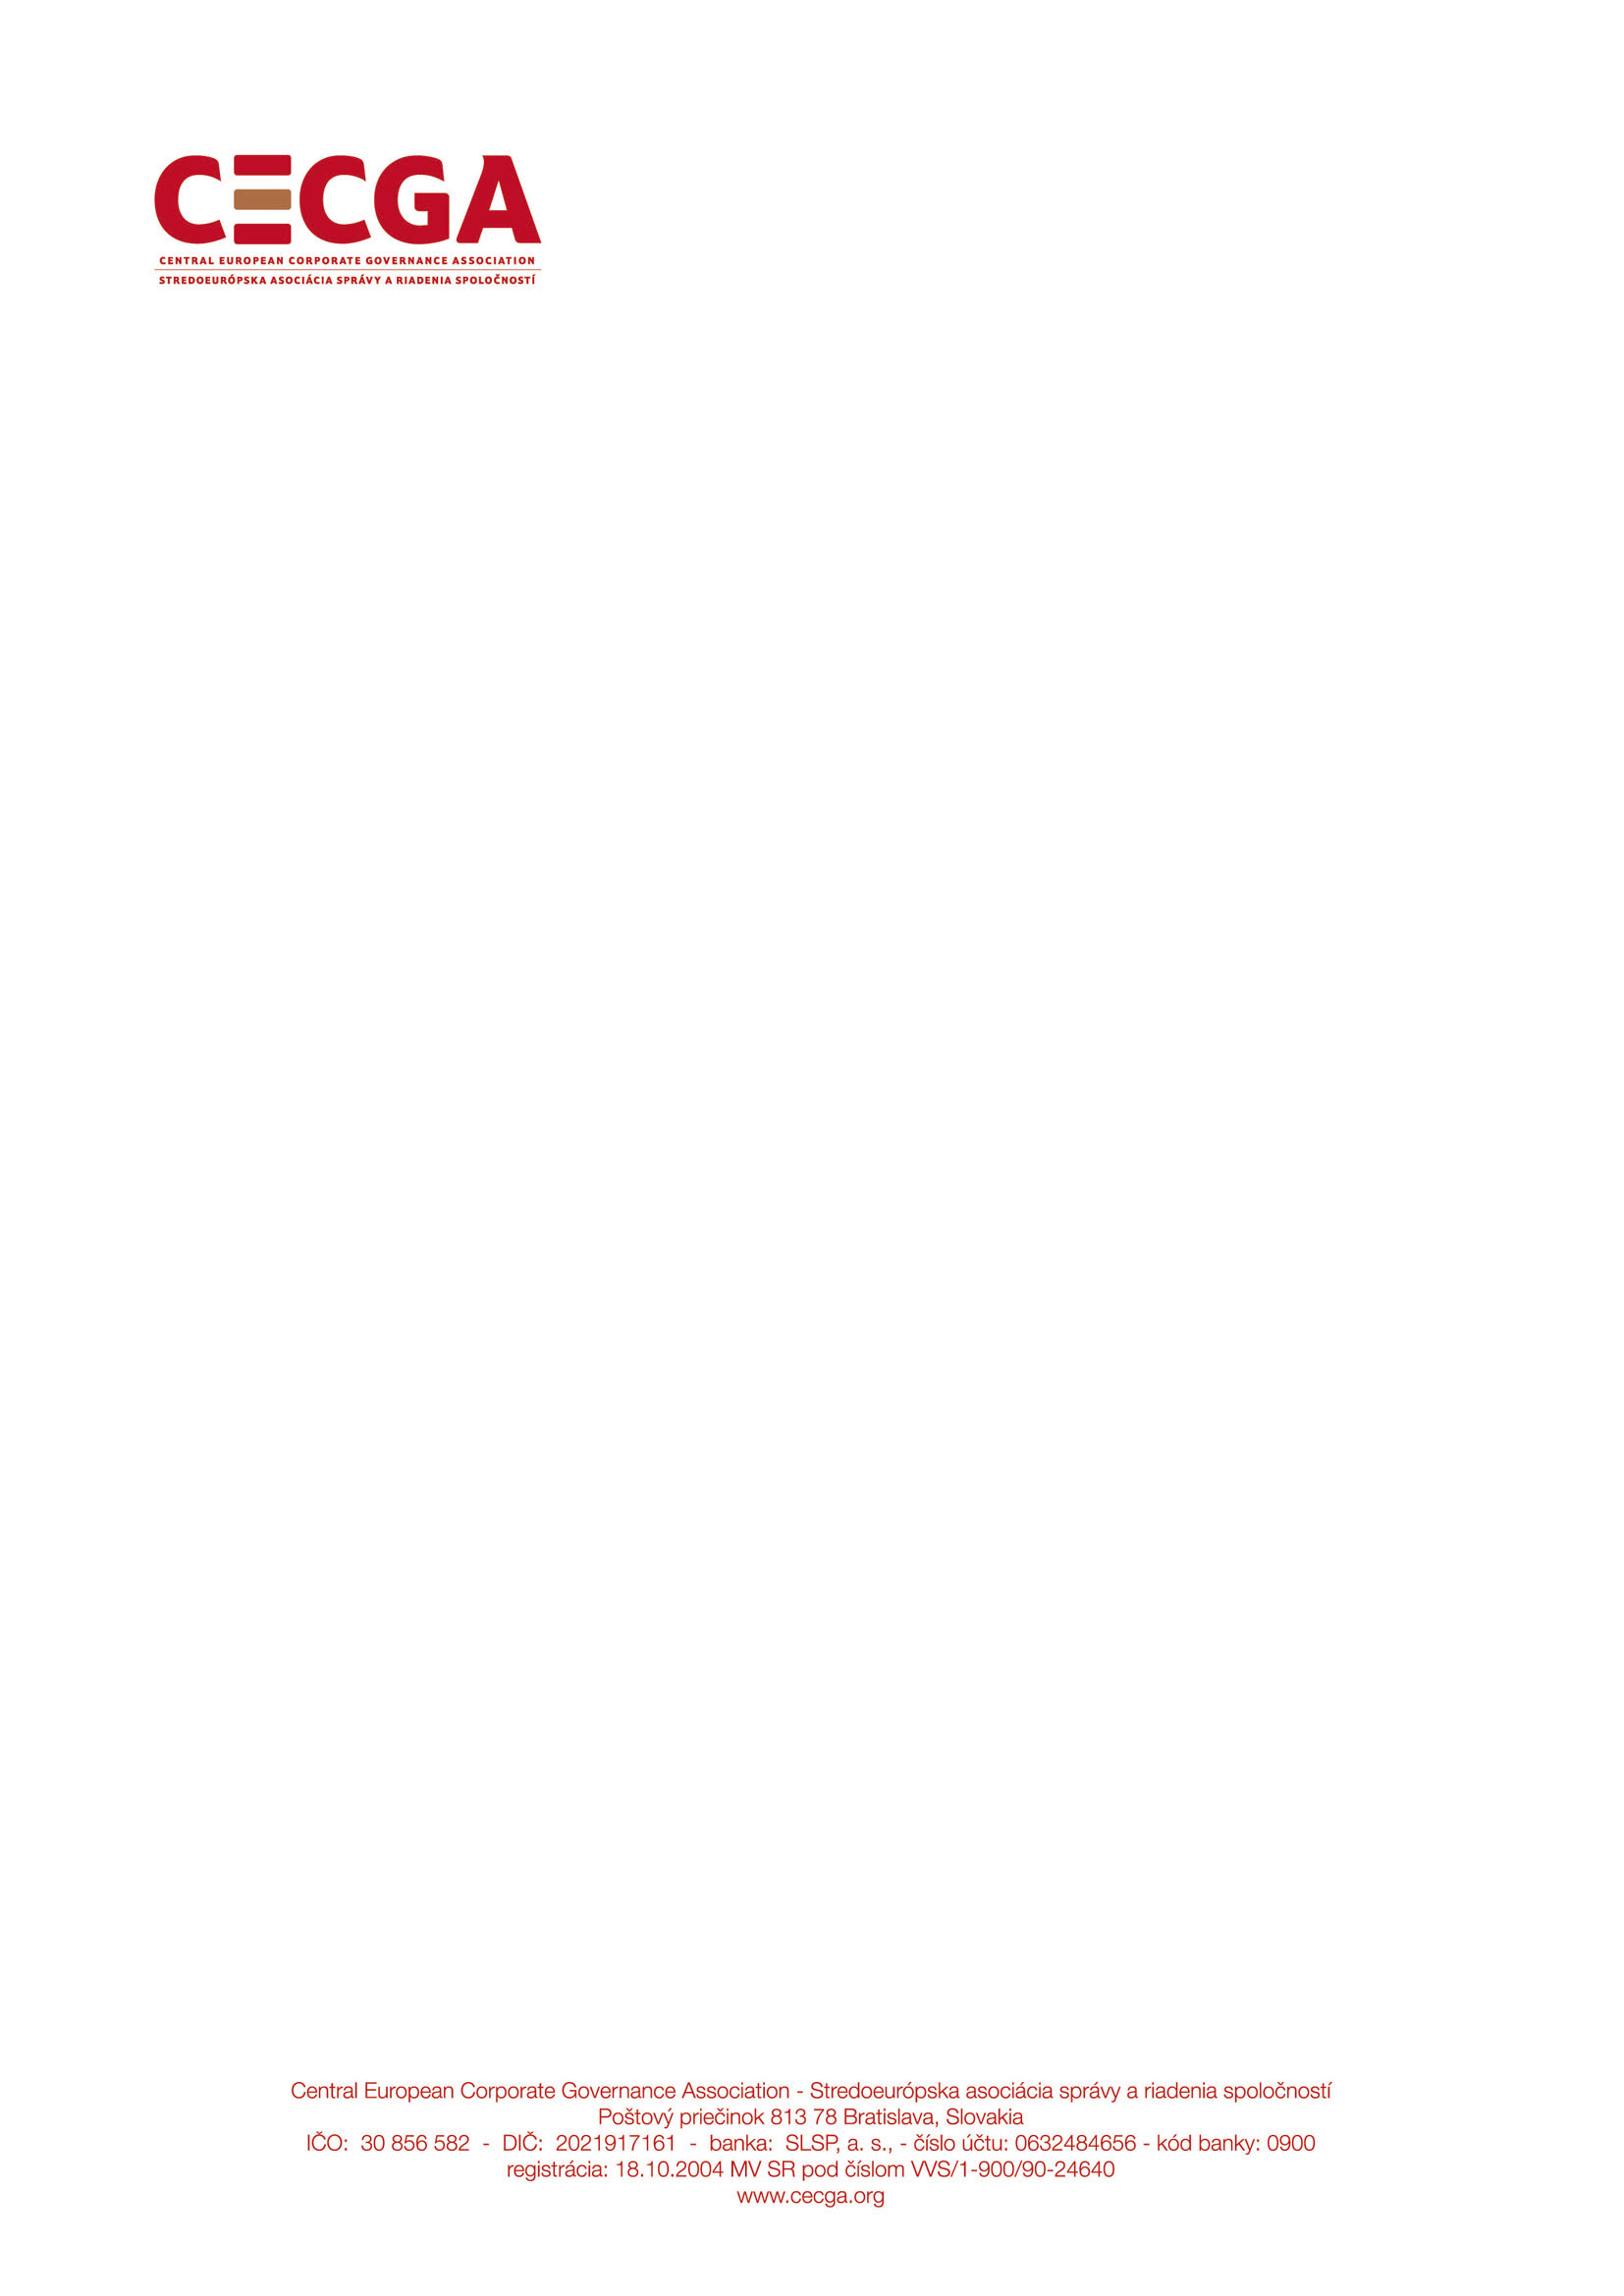 CECGA
CENTRAL EUROPEAN CORPORATE GOVERNANCE ASSOCIATION
STREDOEURÓPSKA ASOCIÁCIA SPRÁVY A RIADENIA SPOLOČNOSTÍ
Central European Corporate Governance Association - Stredoeurópska asociácia správy a riadenia spoločností
Poštový priečinok 813 78 Bratislava, Slovakia
IČO: 30 856 582 - DIČ: 2021917161 - banka: SLSP, a. s., - číslo účtu: 0632484656 - kód banky: 0900
registrácia: 18.10.2004 MV SR pod číslom VVS/1-900/90-24640
www.cecga.org